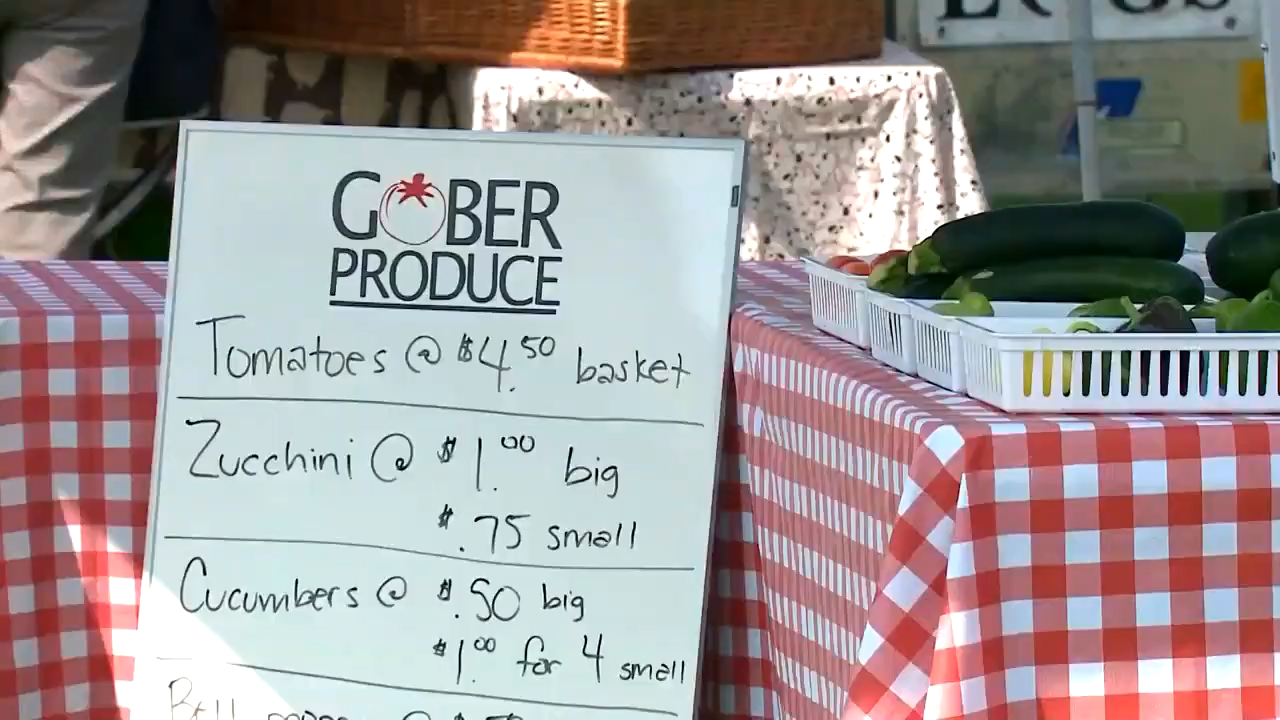 GOBER
PRODUCE
Tomatoes @ $4.50 basket
Zucchini @ $1.00 big
$.75 small
Cucumbers @ $.50 big
$1.00 for 4 small
Bell